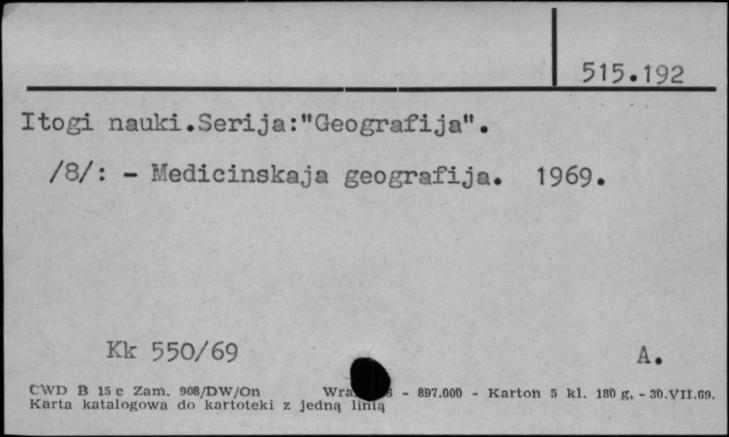 515.192
Itogi nauki.Serija:"Geografija".
/8/: - Medicinskaja geografija. 1969.
Kk 550/69 A.
CWD B 15 c Zam. 908/DW/On - 897.000 - Karton 5 kl. 180 g, - 30.VII.69.
Karta katalogowa do kartoteki z jedną linią